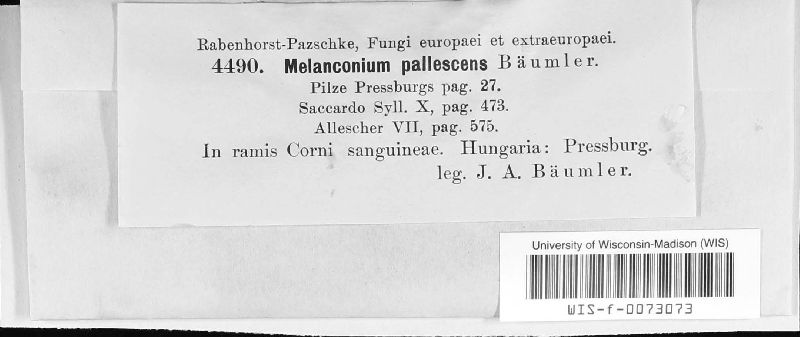 Rabenhorst-Pazschke, Fungi europaei et extraeuropaei.
4490. Melanconium pallescens Bäumler.
Pilze Pressburgs pag. 27.
Saccardo Syll. X, pag. 473.
Allescher VII, pag. 575.
In ramis Corni sanguineae. Hungaria: Pressburg.
leg. J. A. Bäumler.
University of Wisconsin-Madison (WIS)
WIS-f-0073073